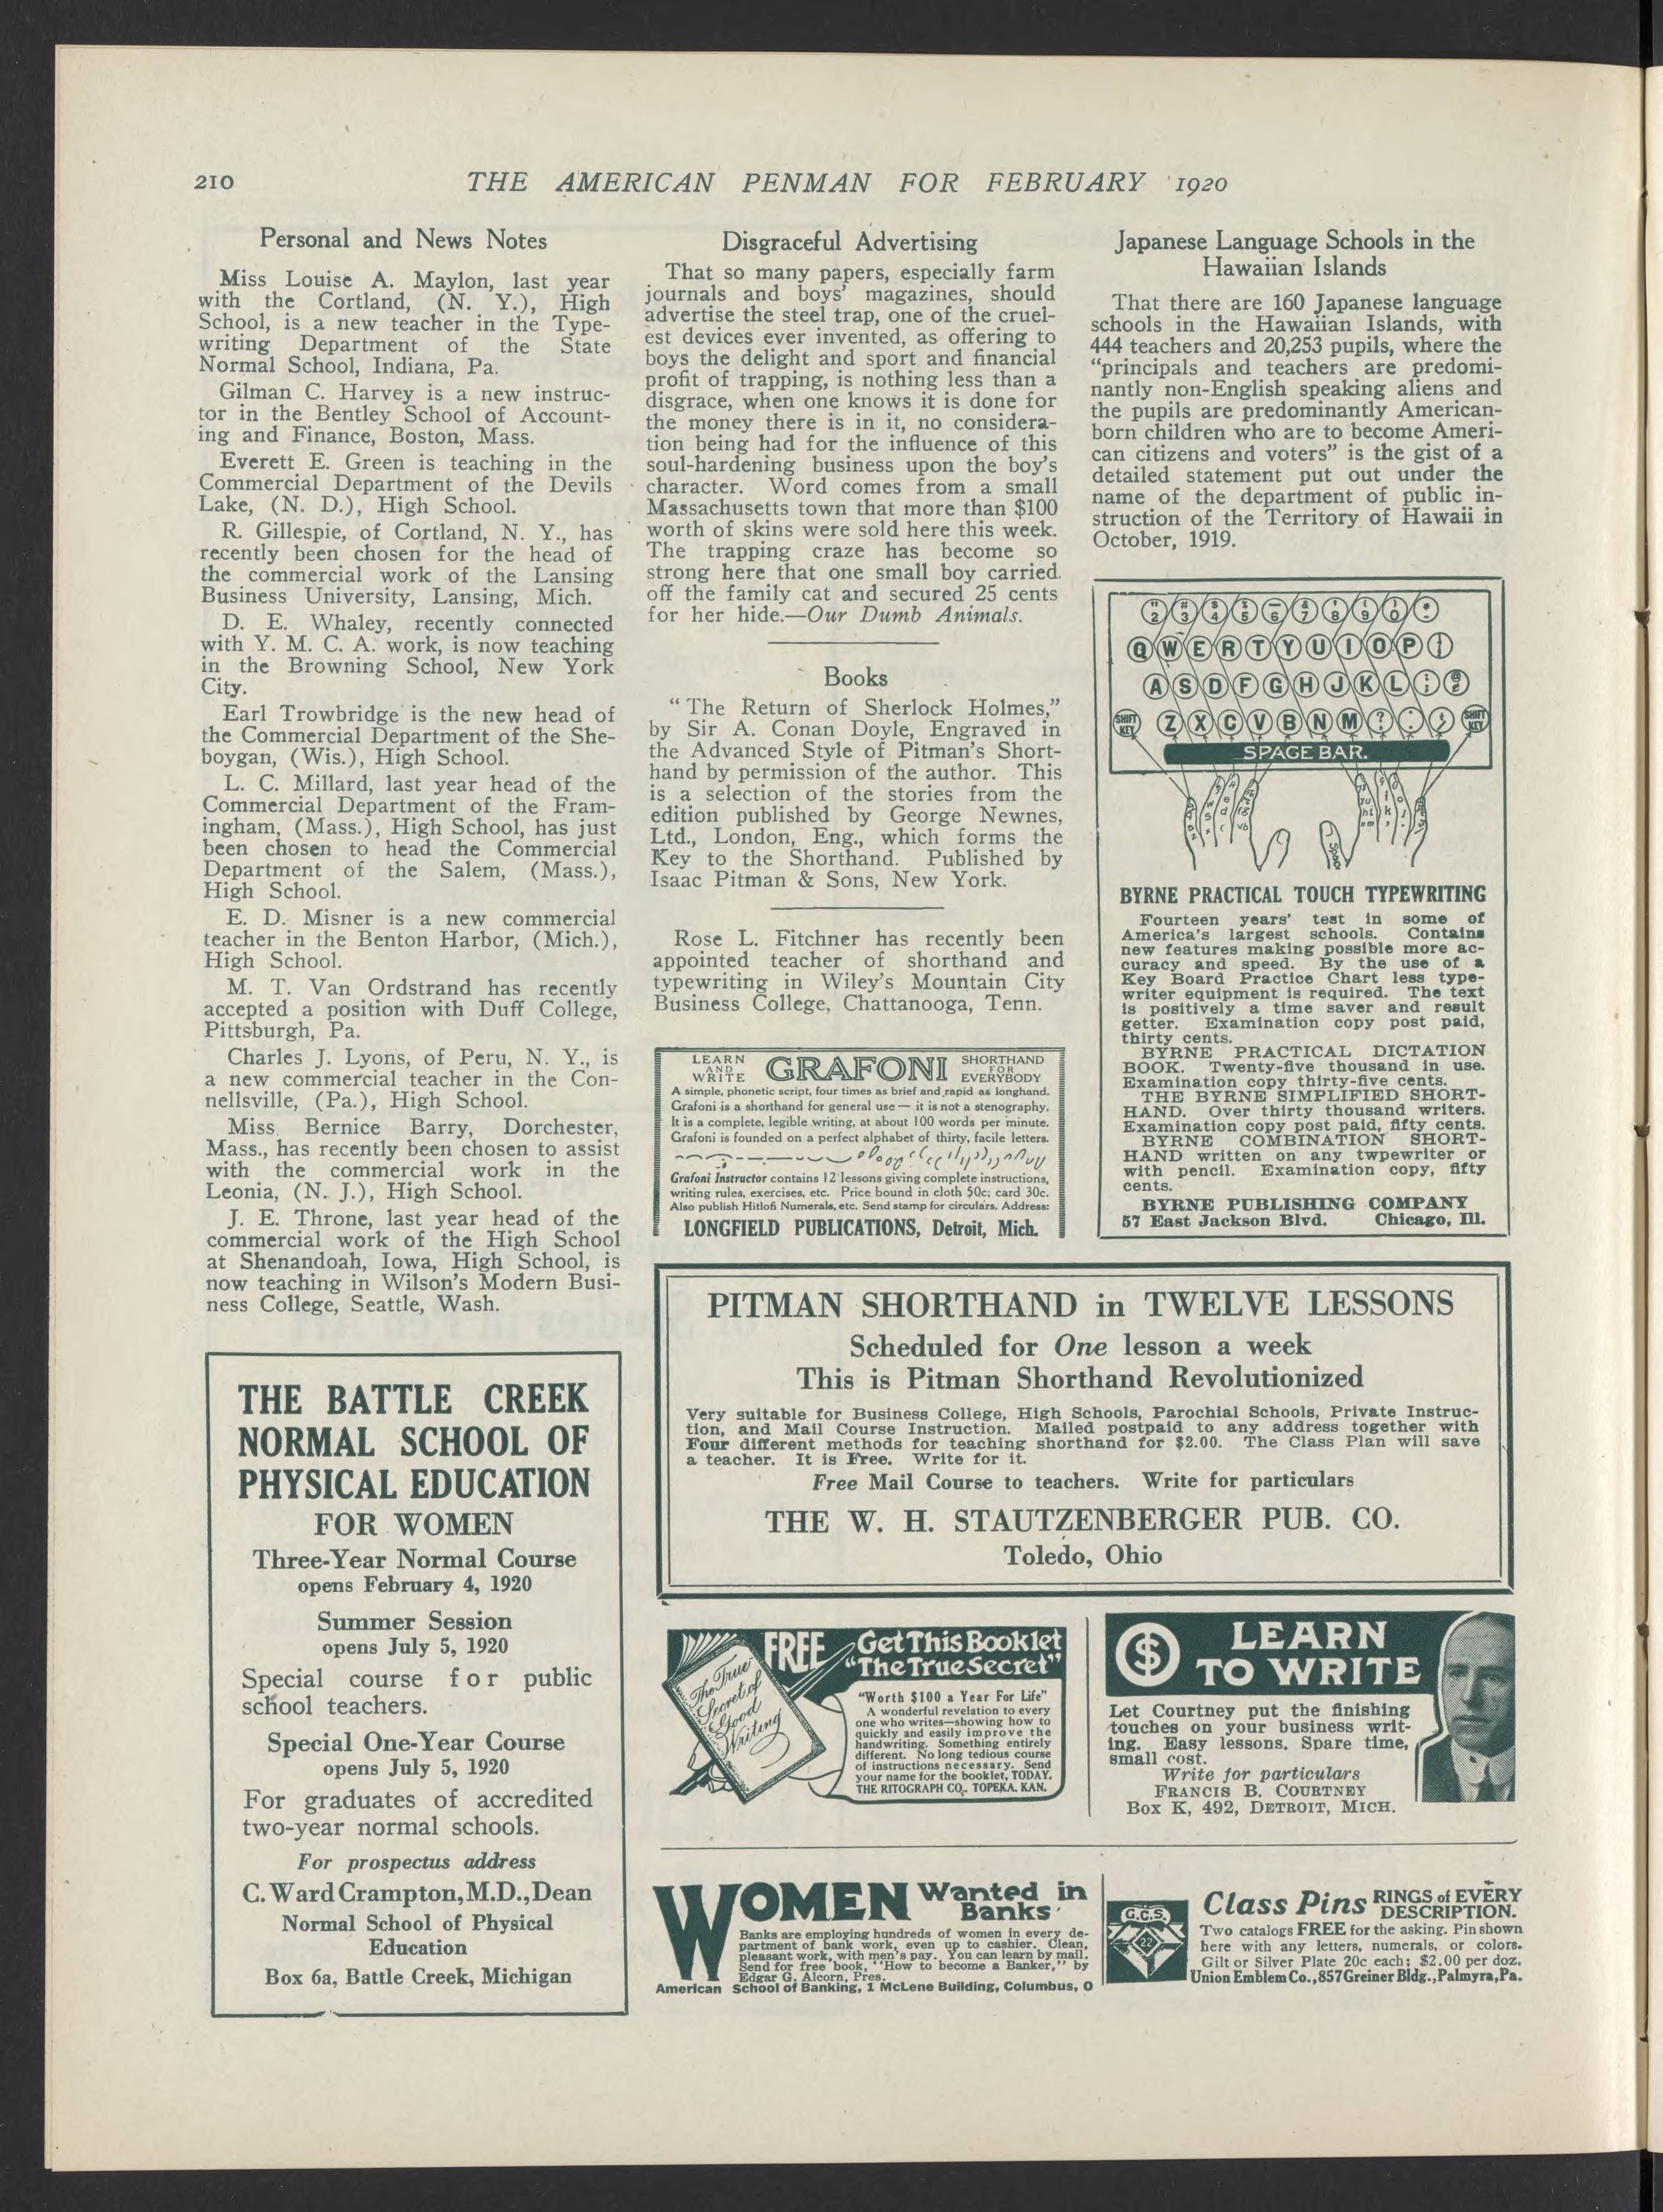 210
THE AMERICAN PENMAN FOR FEBRUARY 1920
Personal and News Notes
Miss Louise A. Maylon, last year
with the Cortland, (N. Y.), High
School, is a new teacher in the Type-
writing Department of the State
Normal School, Indiana, Pa.
Gilman C. Harvey is a new instruc-
tor in the Bentley School of Account-
ing and Finance, Boston, Mass.
Everett E. Green is teaching in the
Commercial Department of the Devils
Lake, (N. D.), High School.
R. Gillespie, of Cortland, N. Y., has
recently been chosen for the head of
the commercial work of the Lansing
Business University, Lansing, Mich.
D. E. Whaley, recently connected
with Y. M. C. A. work, is now teaching
in the Browning School, New York
City.
Earl Trowbridge is the new head of
the Commercial Department of the She-
boygan, (Wis.), High School.
L. C. Millard, last year head of the
Commercial Department of the Fram-
ingham, (Mass.), High School, has just
been chosen to head the Commercial
Department of the Salem, (Mass.),
High School.
E. D. Misner is a new commercial
teacher in the Benton Harbor, (Mich.),
High School.
M. T. Van Ordstrand has recently
accepted a position with Duff College,
Pittsburgh, Pa.
Charles J. Lyons, of Peru, N. Y., is
a new commercial teacher in the Con-
nellsville, (Pa.), High School.
Miss Bernice Barry, Dorchester,
Mass., has recently been chosen to assist
with the commercial work in the
Leonia, (N. J.), High School.
J. E. Throne, last year head of the
commercial work of the High School
at Shenandoah, Iowa, High School, is
now teaching in Wilson's Modern Busi-
ness College, Seattle, Wash.
THE BATTLE CREEK
NORMAL SCHOOL OF
PHYSICAL EDUCATION
FOR WOMEN
Three-Year Normal Course
opens February 4, 1920
Summer Session
opens July 5, 1920
Special course for public
school teachers.
Special One-Year Course
opens July 5, 1920
For graduates of accredited
two-year normal schools.
For prospectus address
C. Ward Crampton, M.D., Dean
Normal School of Physical
Education
Box 6a, Battle Creek, Michigan
Disgraceful Advertising
That so many papers, especially farm
journals and boys' magazines, should
advertise the steel trap, one of the cruel-
est devices ever invented, as offering to
boys the delight and sport and financial
profit of trapping, is nothing less than a
disgrace, when one knows it is done for
the money there is in it, no considera-
tion being had for the influence of this
soul-hardening business upon the boy's
character. Word comes from a small
Massachusetts town that more than $100
worth of skins were sold here this week.
The trapping craze has become so
strong here that one small boy carried
off the family cat and secured 25 cents
for her hide.—Our Dumb Animals.
Books
"The Return of Sherlock Holmes,"
by Sir A. Conan Doyle, Engraved in
the Advanced Style of Pitman's Short-
hand by permission of the author. This
is a selection of the stories from the
edition published by George Newnes,
Ltd., London, Eng., which forms the
Key to the Shorthand. Published by
Isaac Pitman & Sons, New York.
Rose L. Fitchner has recently been
appointed teacher of shorthand and
typewriting in Wiley's Mountain City
Business College, Chattanooga, Tenn.
LEARN AND WRITE GRAFONI SHORTHAND FOR EVERYBODY
A simple, phonetic script, four times as brief and rapid as longhand.
Grafoni is a shorthand for general use — it is not a stenography.
It is a complete, legible writing, at about 100 words per minute.
Grafoni is founded on a perfect alphabet of thirty, facile letters.
Grafoni Instructor contains 12 lessons giving complete instructions,
writing rules, exercises, etc. Price bound in cloth 50c; card 30c.
Also publish Hitlofi Numerals, etc. Send stamp for circulars. Address:
LONGFIELD PUBLICATIONS, Detroit, Mich.
Japanese Language Schools in the
Hawaiian Islands
That there are 160 Japanese language
schools in the Hawaiian Islands, with
444 teachers and 20,253 pupils, where the
"principals and teachers are predomi-
nantly non-English speaking aliens and
the pupils are predominantly American-
born children who are to become Ameri-
can citizens and voters" is the gist of a
detailed statement put out under the
name of the department of public in-
struction of the Territory of Hawaii in
October, 1919.
" 2 # 3 $ 4 % 5 _ 6 & 7 ' 8 ( 9 ) 0
Q W E R T Y U I O P
A S D F G H J K L
SHIFT KEY Z X C V B N M ? SHIFT KEY
SPACE BAR.
BYRNE PRACTICAL TOUCH TYPEWRITING
Fourteen years' test in some of
America's largest schools. Contains
new features making possible more ac-
curacy and speed. By the use of a
Key Board Practice Chart less type-
writer equipment is required. The text
is positively a time saver and result
getter. Examination copy post paid,
thirty cents.
BYRNE PRACTICAL DICTATION
BOOK. Twenty-five thousand in use.
Examination copy thirty-five cents.
THE BYRNE SIMPLIFIED SHORT-
HAND. Over thirty thousand writers.
Examination copy post paid, fifty cents.
BYRNE COMBINATION SHORT-
HAND written on any twpewriter or
with pencil. Examination copy, fifty
cents.
BYRNE PUBLISHING COMPANY
57 East Jackson Blvd. Chicago, Ill.
PITMAN SHORTHAND in TWELVE LESSONS
Scheduled for One lesson a week
This is Pitman Shorthand Revolutionized
Very suitable for Business College, High Schools, Parochial Schools, Private Instruc-
tion, and Mail Course Instruction. Mailed postpaid to any address together with
Four different methods for teaching shorthand for $2.00. The Class Plan will save
a teacher. It is Free. Write for it.
Free Mail Course to teachers. Write for particulars
THE W. H. STAUTZENBERGER PUB. CO.
Toledo, Ohio
The True
Secret of
Good
Writing
FREE
Get This Booklet
"The True Secret"
"Worth $100 a Year For Life"
A wonderful revelation to every
one who writes—showing how to
quickly and easily improve the
handwriting. Something entirely
different. No long tedious course
of instructions necessary. Send
your name for the booklet, TODAY.
THE RITOGRAPH CO., TOPEKA, KAN.
$ LEARN
TO WRITE
Let Courtney put the finishing
touches on your business writ-
ing. Easy lessons. Spare time,
small cost.
Write for particulars
FRANCIS B. COURTNEY
Box K, 492, DETROIT, MICH.
WOMEN Wanted in
Banks
Banks are employing hundreds of women in every de-
partment of bank work, even up to cashier. Clean,
pleasant work, with men's pay. You can learn by mail.
Send for free book, "How to become a Banker," by
Edgar G. Alcorn, Pres.
American School of Banking, 1 McLene Building, Columbus, O
G.C.S.
22
Class Pins RINGS of EVERY
DESCRIPTION.
Two catalogs FREE for the asking. Pin shown
here with any letters, numerals, or colors.
Gilt or Silver Plate 20c each; $2.00 per doz.
Union Emblem Co., 857 Greiner Bldg., Palmyra, Pa.